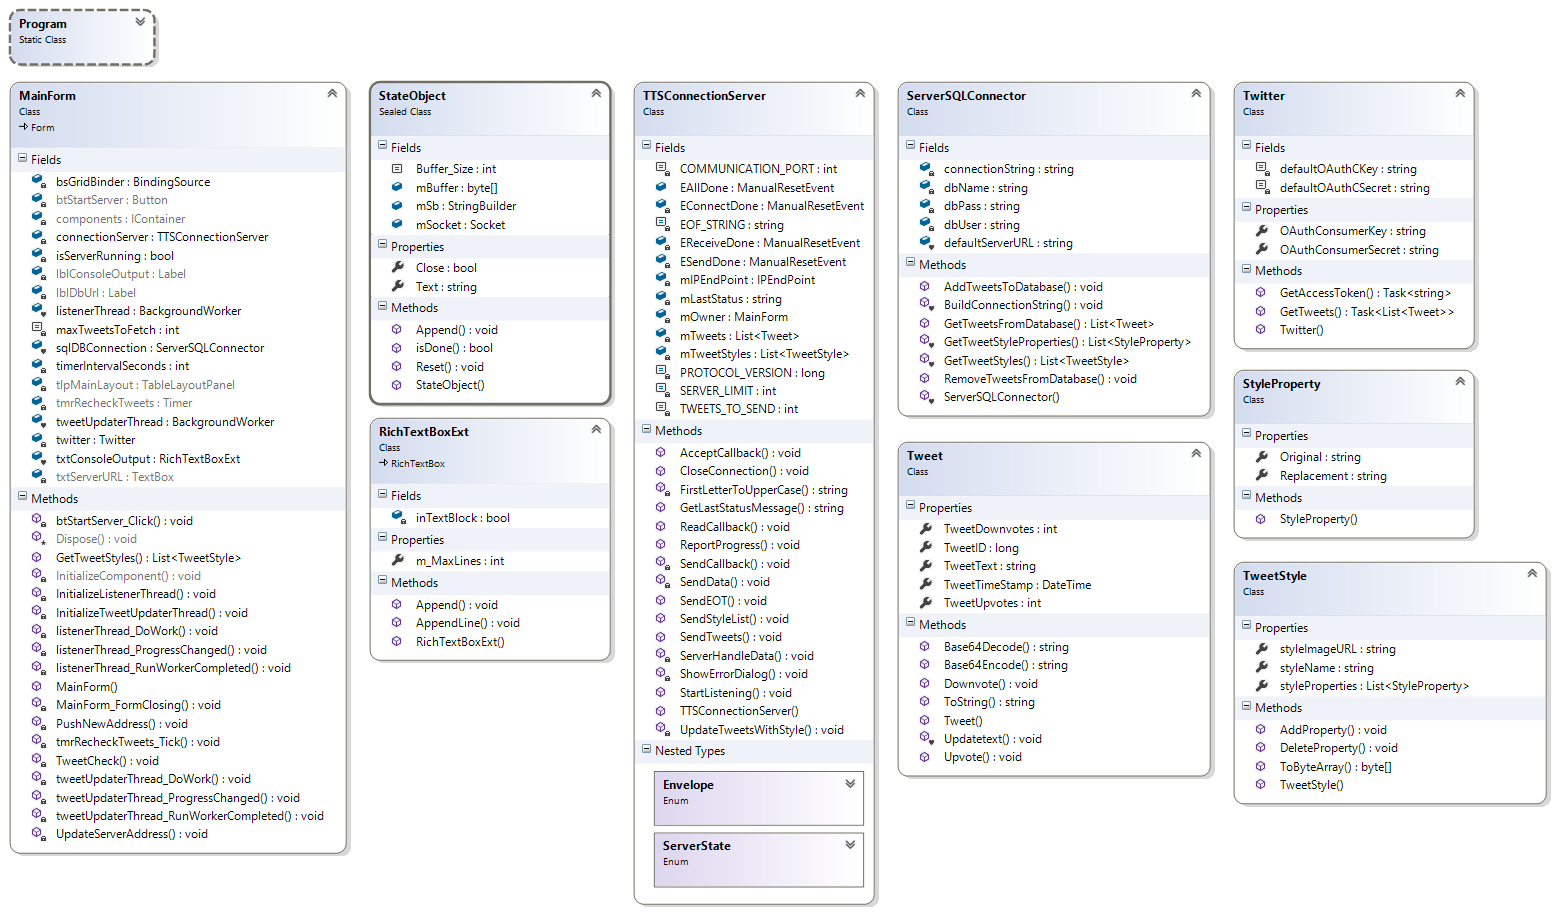 Program
Static Class
MainForm
Class
Form
Fields
bsGridBinder : BindingSource
btStartServer : Button
components : IContainer
connectionServer : TTSConnectionServer
isServerRunning : bool
lblConsoleOutput : Label
lblDbUrl : Label
listenerThread : BackgroundWorker
maxTweetsToFetch : int
sqlDBConnection : ServerSQLConnector
timerIntervalSeconds : int
tlpMainLayout : TableLayoutPanel
tmrRecheckTweets : Timer
tweetUpdaterThread : BackgroundWorker
twitter : Twitter
txtConsoleOutput : RichTextBoxExt
txtServerURL : TextBox
Methods
btStartServer_Click() : void
Dispose() : void
GetTweetStyles() : List<TweetStyle>
InitializeComponent() : void
InitializeListenerThread() : void
InitializeTweetUpdaterThread() : void
listenerThread_DoWork() : void
listenerThread_ProgressChanged() : void
listenerThread_RunWorkerCompleted() : void
MainForm()
MainForm_FormClosing() : void
PushNewAddress() : void
tmrRecheckTweets_Tick() : void
TweetCheck() : void
tweetUpdaterThread_DoWork() : void
tweetUpdaterThread_ProgressChanged() : void
tweetUpdaterThread_RunWorkerCompleted() : void
UpdateServerAddress() : void
StateObject
Sealed Class
Fields
Buffer_Size : int
mBuffer : byte[]
mSb : StringBuilder
mSocket : Socket
Properties
Close : bool
Text : string
Methods
Append() : void
isDone() : bool
Reset() : void
StateObject()
RichTextBoxExt
Class
RichTextBox
Fields
inTextBlock : bool
Properties
m_MaxLines : int
Methods
Append() : void
AppendLine() : void
RichTextBoxExt()
TTSConnectionServer
Class
Fields
COMMUNICATION_PORT : int
EAllDone : ManualResetEvent
EConnectDone : ManualResetEvent
EOF_STRING : string
EReceiveDone : ManualResetEvent
ESendDone : ManualResetEvent
mIPEndPoint : IPEndPoint
mLastStatus : string
mOwner : MainForm
mTweets : List<Tweet>
mTweetStyles : List<TweetStyle>
PROTOCOL_VERSION : long
SERVER_LIMIT : int
TWEETS_TO_SEND : int
Methods
AcceptCallback() : void
CloseConnection() : void
FirstLetterToUpperCase() : string
GetLastStatusMessage() : string
ReadCallback() : void
ReportProgress() : void
SendCallback() : void
SendData() : void
SendEOT() : void
SendStyleList() : void
SendTweets() : void
ServerHandleData() : void
ShowErrorDialog() : void
StartListening() : void
TTSConnectionServer()
UpdateTweetsWithStyle() : void
Nested Types
Envelope
Enum
ServerState
Enum
ServerSQLConnector
Class
Fields
connectionString : string
dbName : string
dbPass : string
dbUser : string
defaultServerURL : string
Methods
AddTweetsToDatabase() : void
BuildConnectionString() : void
GetTweetsFromDatabase() : List<Tweet>
GetTweetStyleProperties() : List<StyleProperty>
GetTweetStyles() : List<TweetStyle>
RemoveTweetsFromDatabase() : void
ServerSQLConnector()
Tweet
Class
Properties
TweetDownvotes : int
TweetID : long
TweetText : string
TweetTimeStamp : DateTime
TweetUpvotes : int
Methods
Base64Decode() : string
Base64Encode() : string
Downvote() : void
ToString() : string
Tweet()
Updatetext() : void
Upvote() : void
Twitter
Class
Fields
defaultOAuthCKey : string
defaultOAuthCSecret : string
Properties
OAuthConsumerKey : string
OAuthConsumerSecret : string
Methods
GetAccessToken() : Task<string>
GetTweets() : Task<List<Tweet>>
Twitter()
StyleProperty
Class
Properties
Original : string
Replacement : string
Methods
StyleProperty()
TweetStyle
Class
Properties
styleImageURL : string
styleName : string
styleProperties : List<StyleProperty>
Methods
AddProperty() : void
DeleteProperty() : void
ToByteArray() : byte[]
TweetStyle()